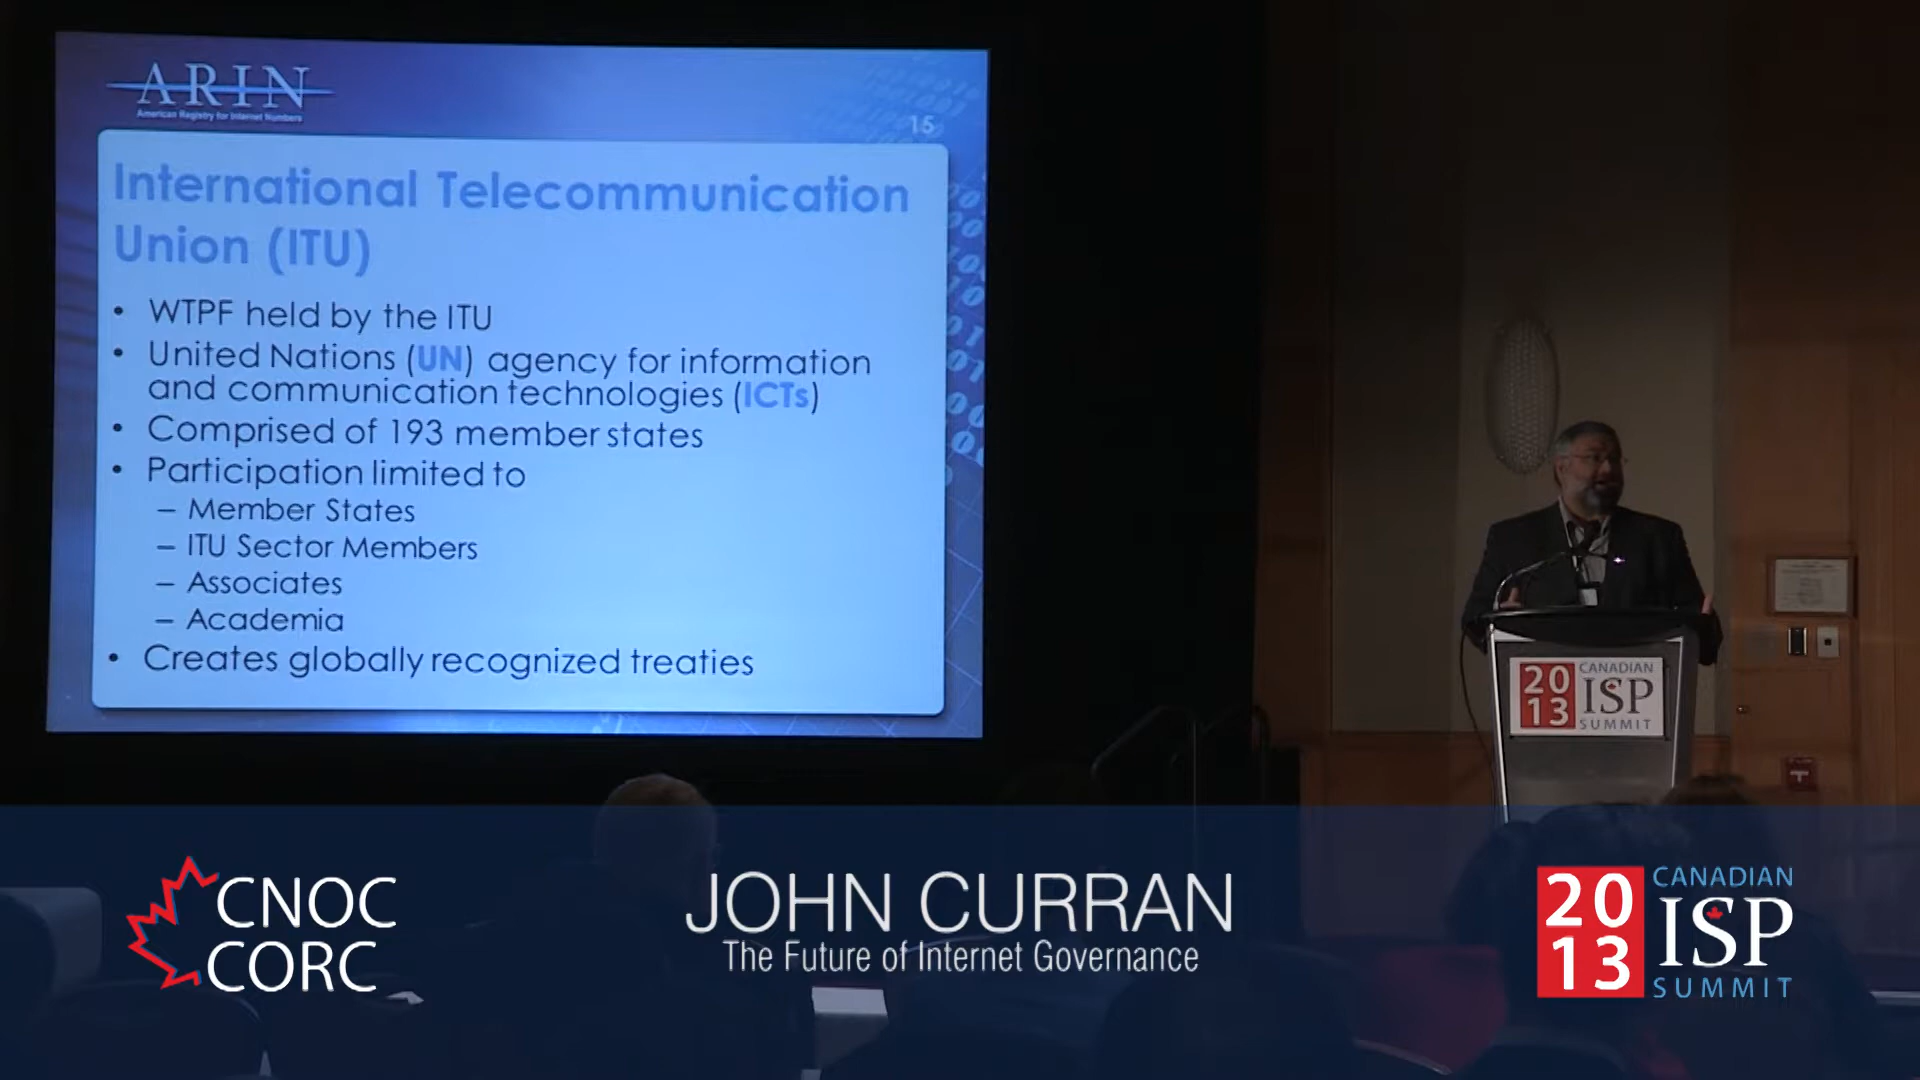 ARIN
American Registry for Internet Numbers
15
International Telecommunication
Union (ITU)
• WTPF held by the ITU
• United Nations (UN) agency for information
and communication technologies (ICTs)
• Comprised of 193 member states
• Participation limited to
– Member States
– ITU Sector Members
– Associates
– Academia
• Creates globally recognized treaties
20
13
CANADIAN
ISP
SUMMIT
CNOC
CORC
JOHN CURRAN
The Future of Internet Governance
20
13
CANADIAN
ISP
SUMMIT